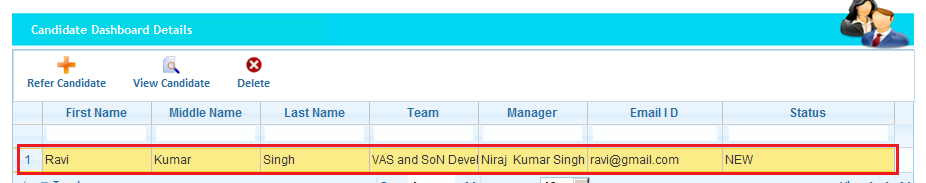 Candidate Dashboard Details
Refer Candidate View Candidate Delete
First Name Middle Name Last Name Team Manager Email I D Status
1 Ravi Kumar Singh VAS and SoN Devel Niraj Kumar Singh ravi@gmail.com NEW